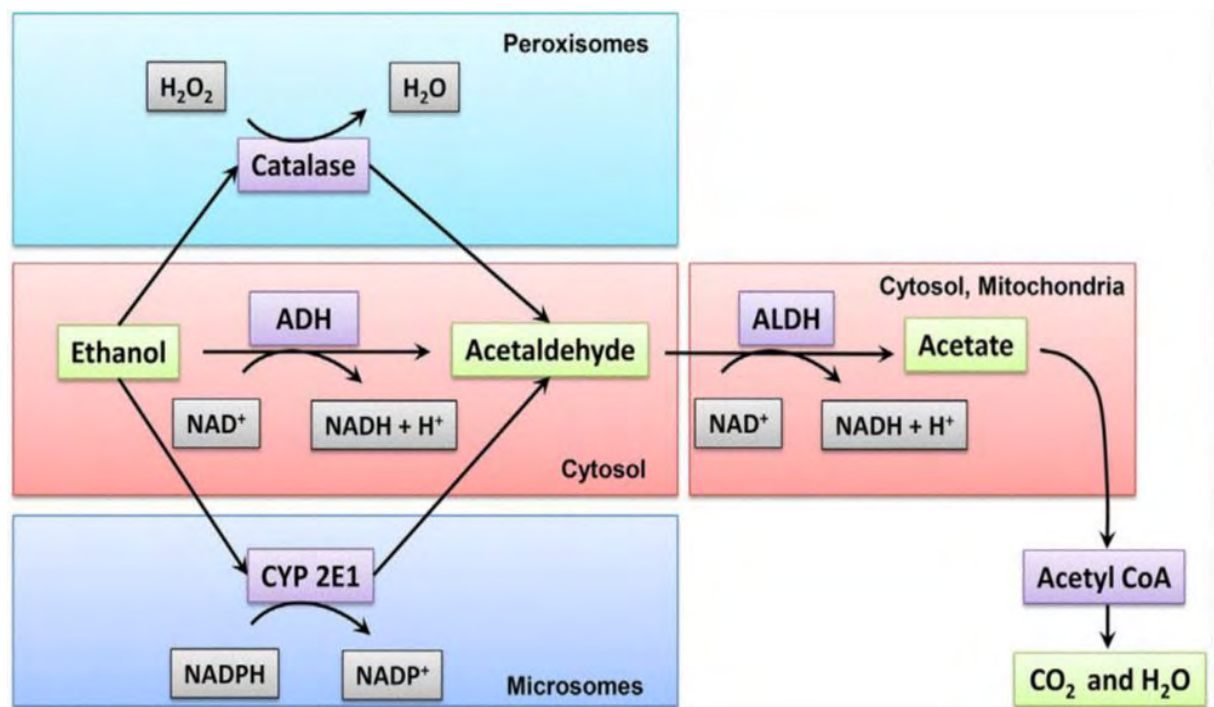 Peroxisomes
H₂O₂
H₂O
Catalase
Cytosol, Mitochondria
ADH
ALDH
Ethanol
Acetaldehyde
Acetate
NAD⁺
NADH + H⁺
NAD⁺
NADH + H⁺
Cytosol
CYP 2E1
Acetyl CoA
NADPH
NADP⁺
Microsomes
CO₂ and H₂O